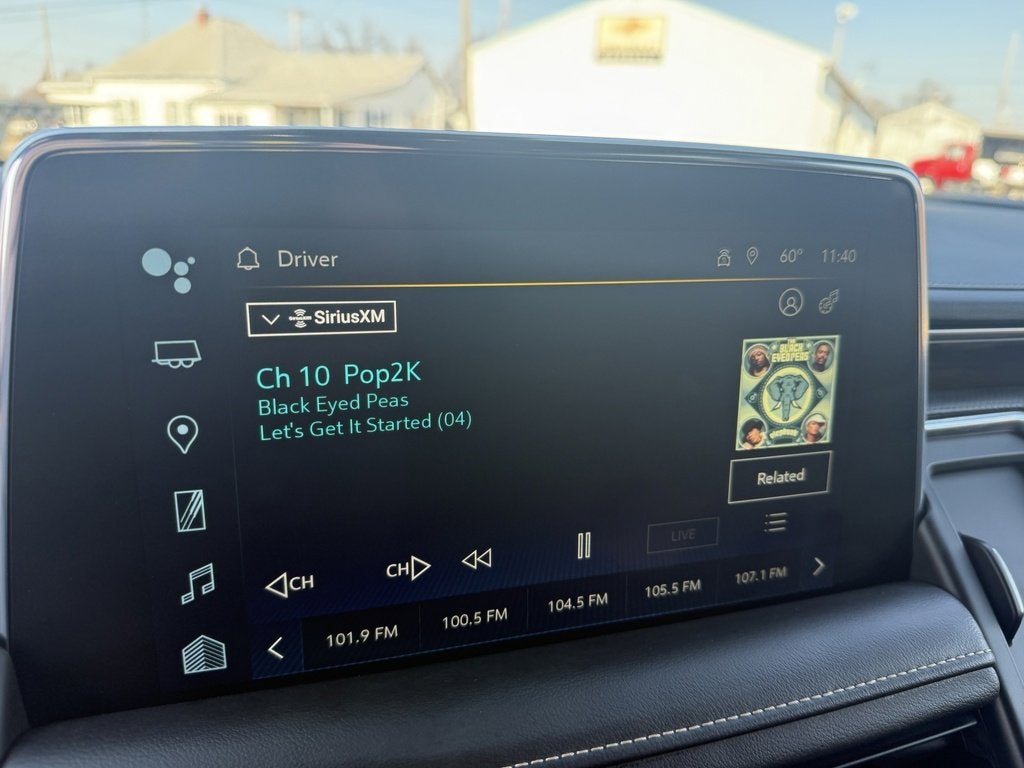 Driver
60° 11:40
SiriusXM
Ch 10 Pop2K
Black Eyed Peas
Let's Get It Started (04)
THE
BLACK
EYED PEAS
Related
LIVE
CH
CH
101.9 FM
100.5 FM
104.5 FM
105.5 FM
107.1 FM